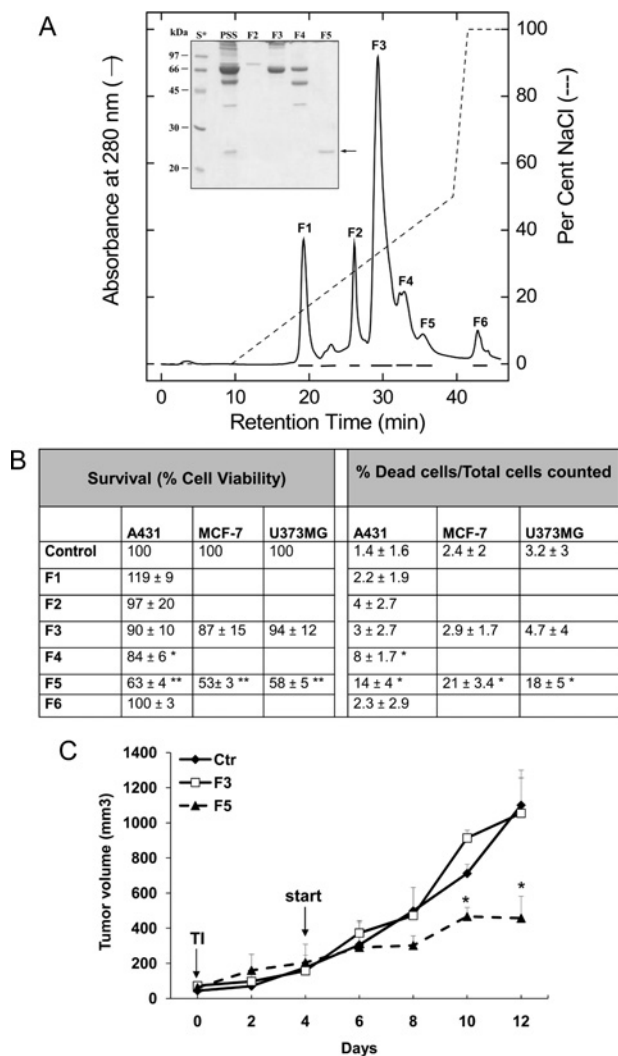 A
kDa S* PSS F2 F3 F4 F5
97
66
45
30
20
F1
F2
F3
F4
F5
F6
Absorbance at 280 nm (—)
100
80
60
40
20
0
Per Cent NaCl (---)
0 10 20 30 40
Retention Time (min)
B
Survival (% Cell Viability) % Dead cells/Total cells counted
A431 MCF-7 U373MG A431 MCF-7 U373MG
Control 100 100 100 1.4 ± 1.6 2.4 ± 2 3.2 ± 3
F1 119 ± 9 2.2 ± 1.9
F2 97 ± 20 4 ± 2.7
F3 90 ± 10 87 ± 15 94 ± 12 3 ± 2.7 2.9 ± 1.7 4.7 ± 4
F4 84 ± 6 * 8 ± 1.7 *
F5 63 ± 4 ** 53± 3 ** 58 ± 5 ** 14 ± 4 * 21 ± 3.4 * 18 ± 5 *
F6 100 ± 3 2.3 ± 2.9
C
Tumor volume (mm3)
1400
1200
1000
800
600
400
200
0
Ctr
F3
F5
TI
start
*
*
0 2 4 6 8 10 12
Days